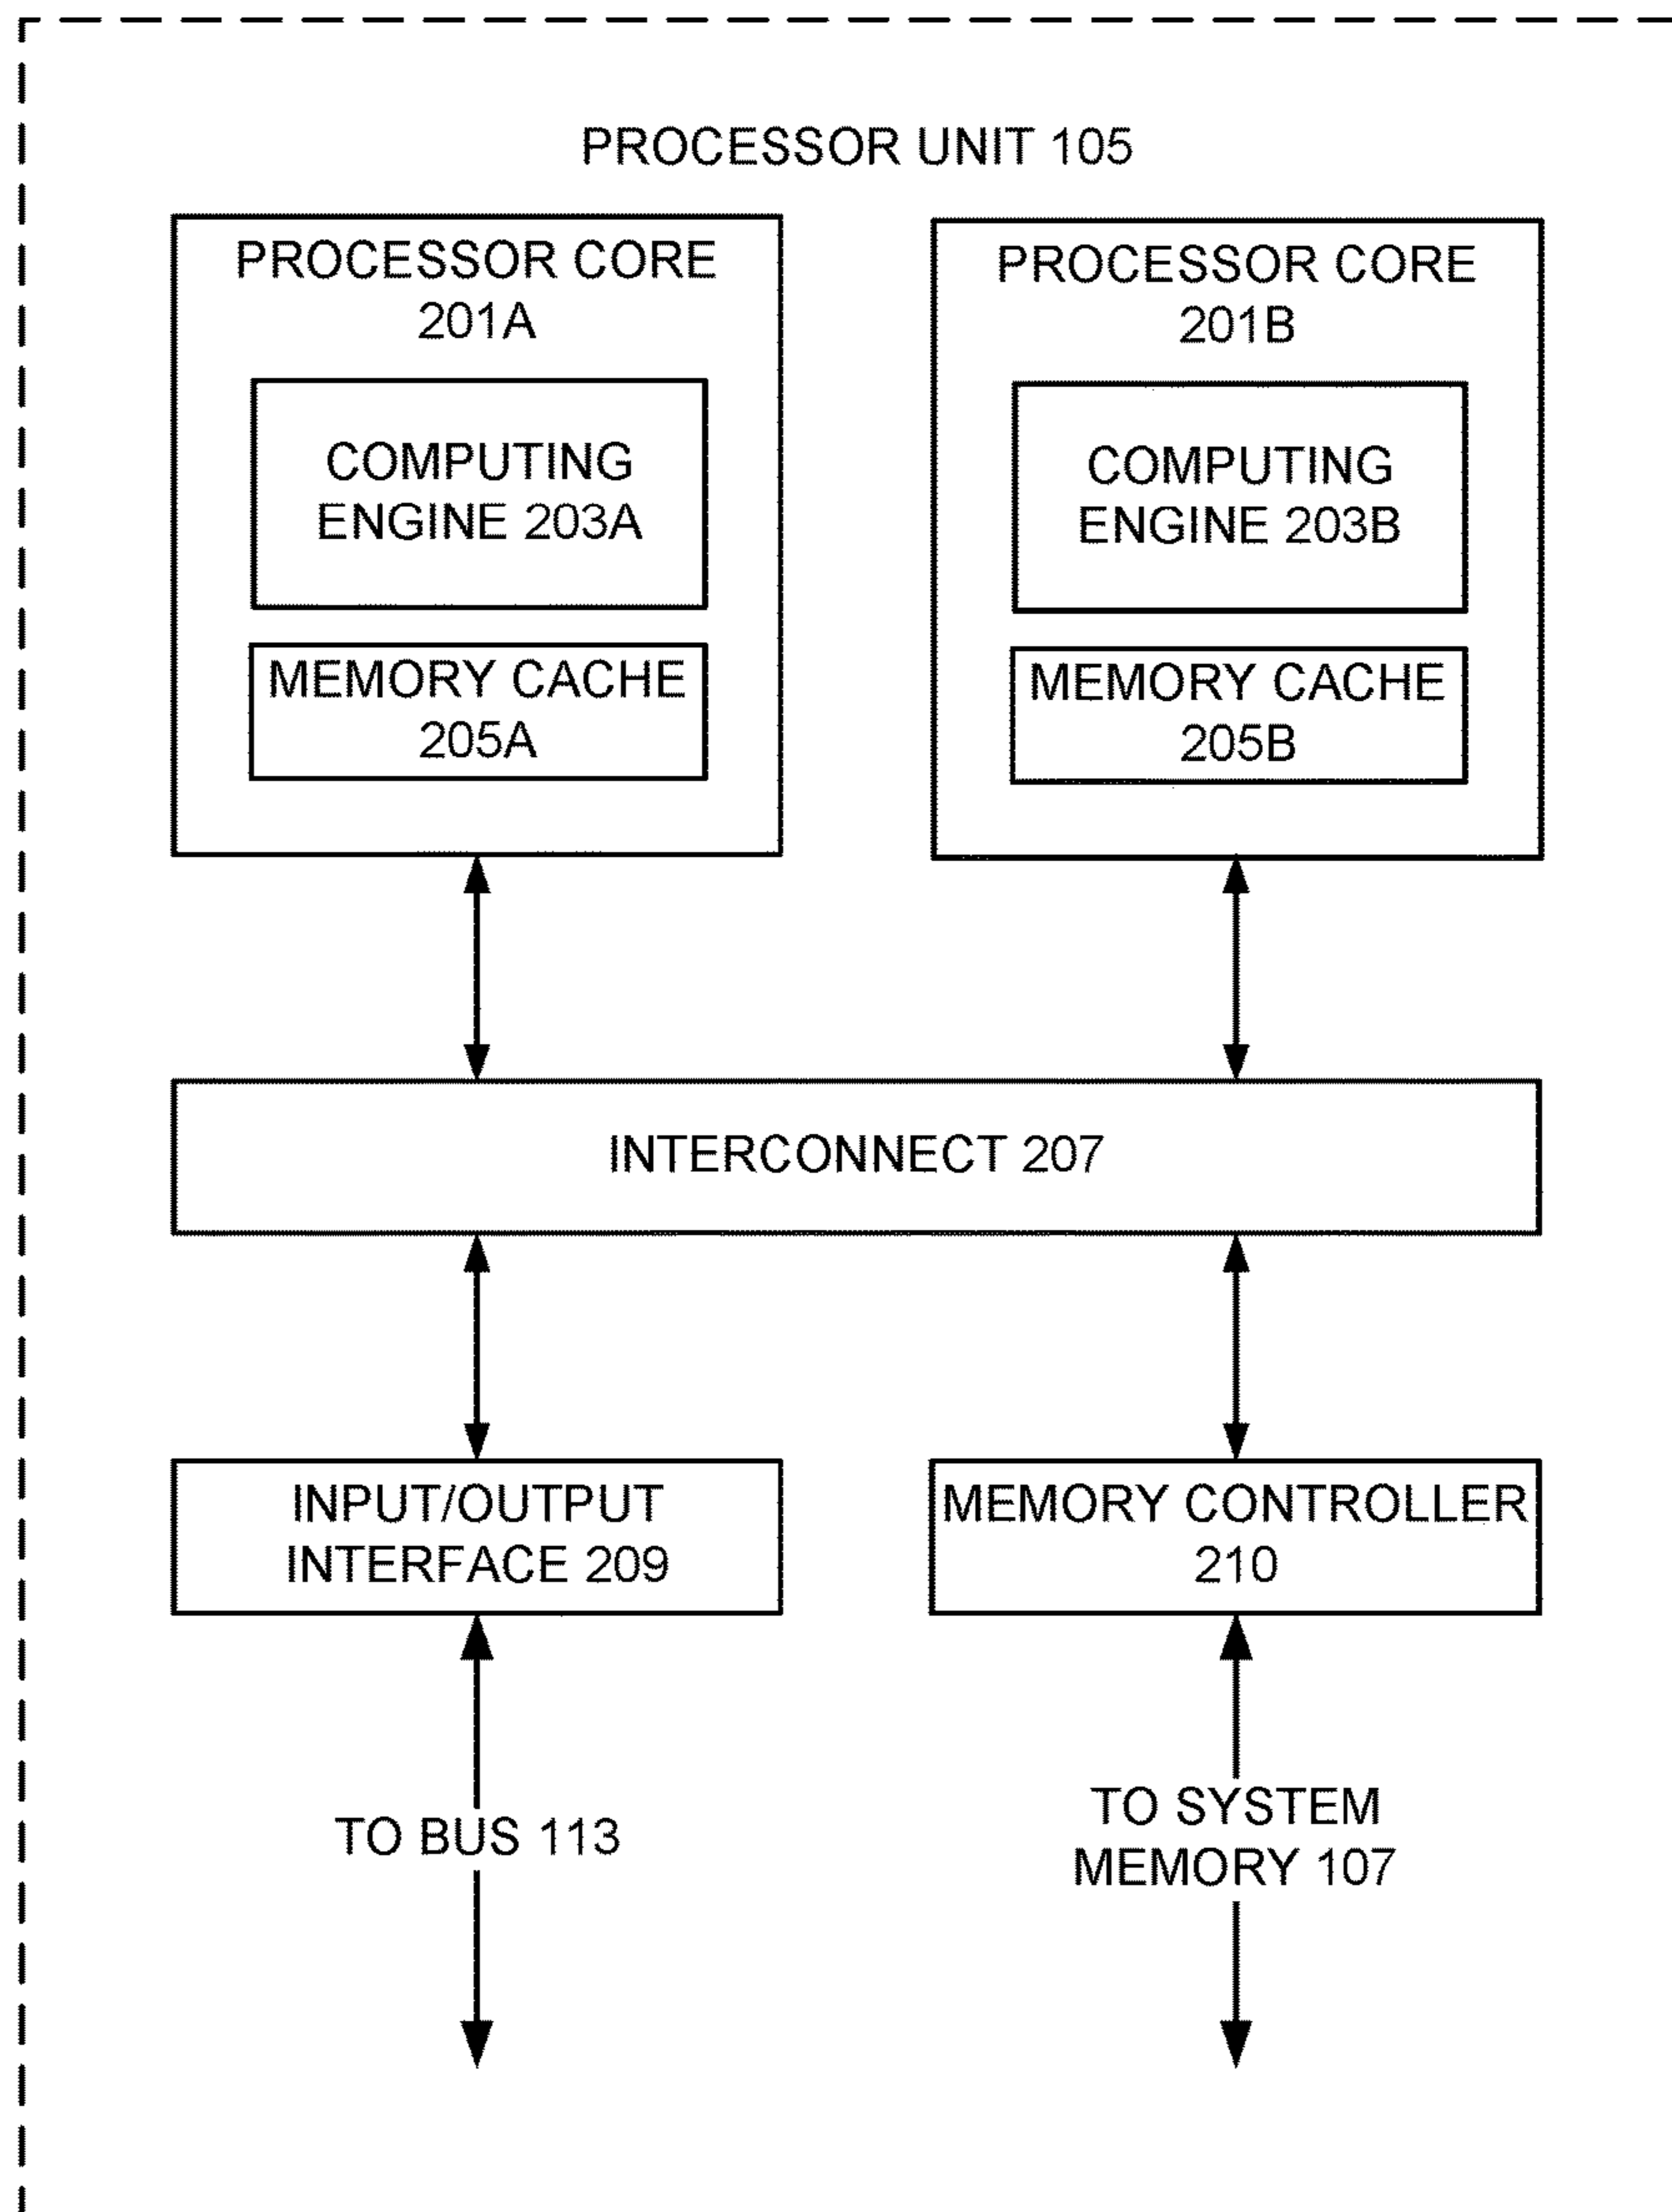 PROCESSOR UNIT 105
PROCESSOR CORE
201A
COMPUTING
ENGINE 203A
MEMORY CACHE
205A
PROCESSOR CORE
201B
COMPUTING
ENGINE 203B
MEMORY CACHE
205B
INTERCONNECT 207
INPUT/OUTPUT
INTERFACE 209
MEMORY CONTROLLER
210
TO BUS 113
TO SYSTEM
MEMORY 107